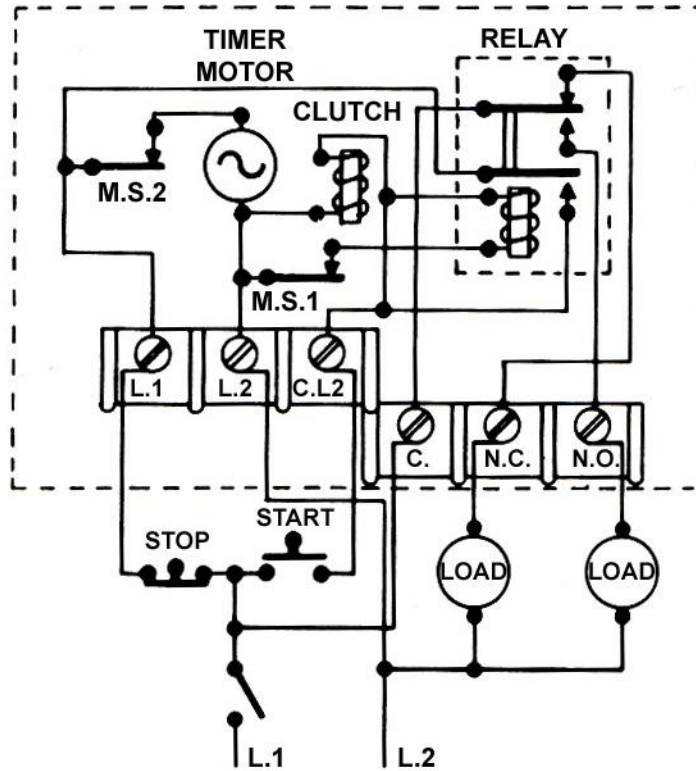 TIMER
MOTOR
RELAY
CLUTCH
M.S.2
M.S.1
L.1
L.2
C.L2
C.
N.C.
N.O.
START
STOP
LOAD
LOAD
L.1
L.2